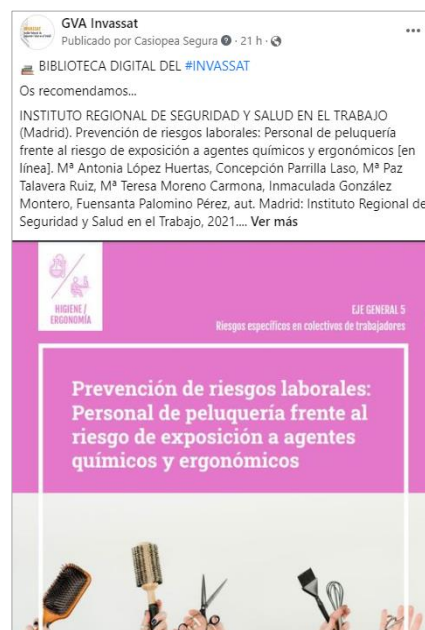 GVA Invassat
Publicado por Casiopea Segura · 21 h ·
BIBLIOTECA DIGITAL DEL #INVASSAT
Os recomendamos...
INSTITUTO REGIONAL DE SEGURIDAD Y SALUD EN EL TRABAJO
(Madrid). Prevención de riesgos laborales: Personal de peluquería
frente al riesgo de exposición a agentes químicos y ergonómicos [en
línea]. Mª Antonia López Huertas, Concepción Parrilla Laso, Mª Paz
Talavera Ruiz, Mª Teresa Moreno Carmona, Inmaculada González
Montero, Fuensanta Palomino Pérez, aut. Madrid: Instituto Regional de
Seguridad y Salud en el Trabajo, 2021.... Ver más
HIGIENE /
ERGONOMÍA
EJE GENERAL 5
Riesgos específicos en colectivos de trabajadores
Prevención de riesgos laborales:
Personal de peluquería frente al
riesgo de exposición a agentes
químicos y ergonómicos